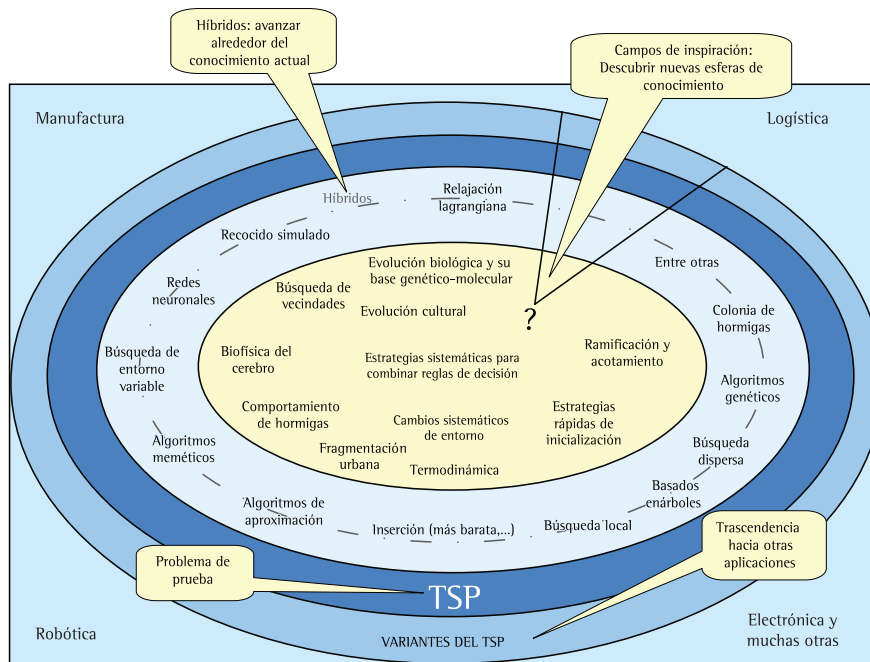 Híbridos: avanzar
alrededor del
conocimiento actual
Campos de inspiración:
Descubrir nuevas esferas de
conocimiento
Manufactura
Logística
Híbridos
Relajación
lagrangiana
Recocido simulado
Entre otras
Redes
neuronales
Colonia de
hormigas
Búsqueda de
entorno
variable
Algoritmos
genéticos
Algoritmos
meméticos
Búsqueda
dispersa
Basados
enárboles
Algoritmos de
aproximación
Inserción (más barata,...)
Búsqueda local
Evolución biológica y su
base genético-molecular
Búsqueda de
vecindades
Evolución cultural
?
Biofísica del
cerebro
Estrategias sistemáticas para
combinar reglas de decisión
Ramificación y
acotamiento
Comportamiento
de hormigas
Cambios sistemáticos
de entorno
Estrategias
rápidas de
inicialización
Fragmentación
urbana
Termodinámica
Problema de
prueba
TSP
Trascendencia
hacia otras
aplicaciones
VARIANTES DEL TSP
Robótica
Electrónica y
muchas otras